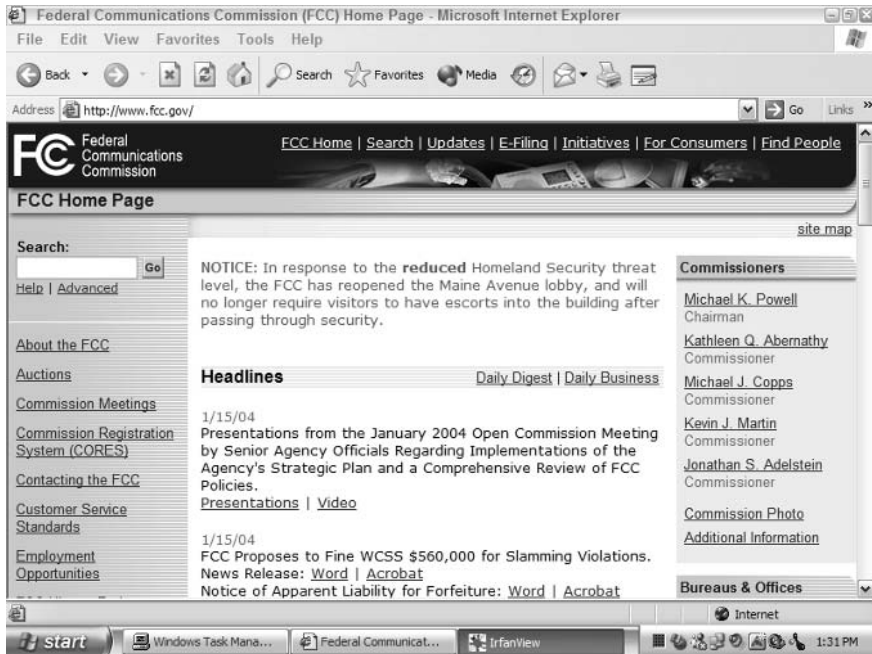 Federal Communications Commission (FCC) Home Page - Microsoft Internet Explorer
File Edit View Favorites Tools Help
Back Search Favorites Media
Address http://www.fcc.gov/ Go Links »
FCC Federal
Communications
Commission
FCC Home | Search | Updates | E-Filing | Initiatives | For Consumers | Find People
FCC Home Page
site map
Search:
Go
Help | Advanced
About the FCC
Auctions
Commission Meetings
Commission Registration
System (CORES)
Contacting the FCC
Customer Service
Standards
Employment
Opportunities
NOTICE: In response to the reduced Homeland Security threat
level, the FCC has reopened the Maine Avenue lobby, and will
no longer require visitors to have escorts into the building after
passing through security.
Headlines Daily Digest | Daily Business
1/15/04
Presentations from the January 2004 Open Commission Meeting
by Senior Agency Officials Regarding Implementations of the
Agency's Strategic Plan and a Comprehensive Review of FCC
Policies.
Presentations | Video
1/15/04
FCC Proposes to Fine WCSS $560,000 for Slamming Violations.
News Release: Word | Acrobat
Notice of Apparent Liability for Forfeiture: Word | Acrobat
Commissioners
Michael K. Powell
Chairman
Kathleen Q. Abernathy
Commissioner
Michael J. Copps
Commissioner
Kevin J. Martin
Commissioner
Jonathan S. Adelstein
Commissioner
Commission Photo
Additional Information
Bureaus & Offices
Internet
start Windows Task Mana... Federal Communicat... IrfanView 1:31 PM